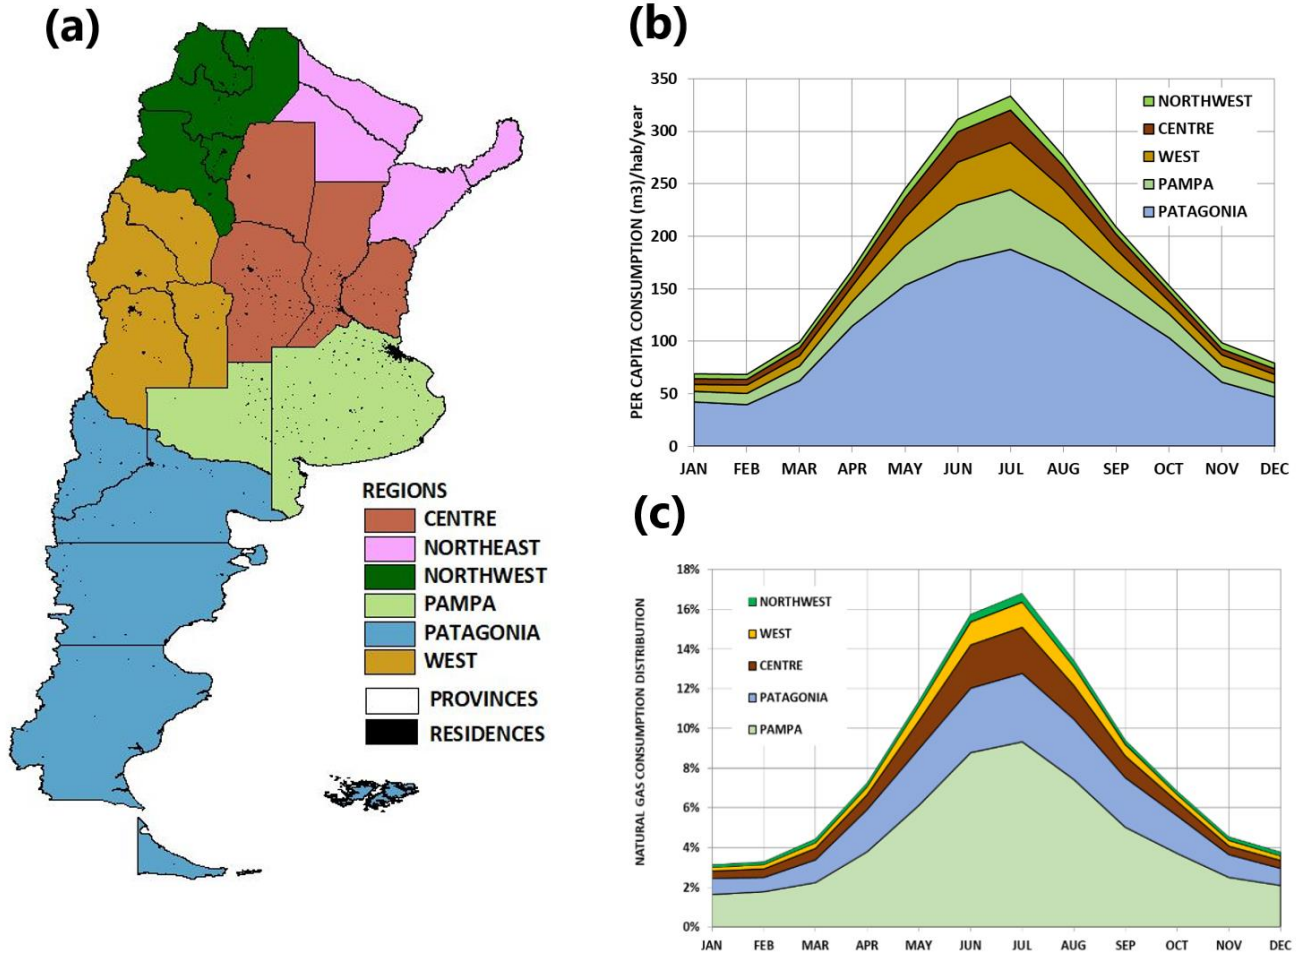 (a)
REGIONS
CENTRE
NORTHEAST
NORTHWEST
PAMPA
PATAGONIA
WEST
PROVINCES
RESIDENCES
(b)
PER CAPITA CONSUMPTION (m3)/hab/year
350
300
250
200
150
100
50
0
NORTHWEST
CENTRE
WEST
PAMPA
PATAGONIA
JAN FEB MAR APR MAY JUN JUL AUG SEP OCT NOV DEC
(c)
NATURAL GAS CONSUMPTION DISTRIBUTION
18%
16%
14%
12%
10%
8%
6%
4%
2%
0%
NORTHWEST
WEST
CENTRE
PATAGONIA
PAMPA
JAN FEB MAR APR MAY JUN JUL AUG SEP OCT NOV DEC